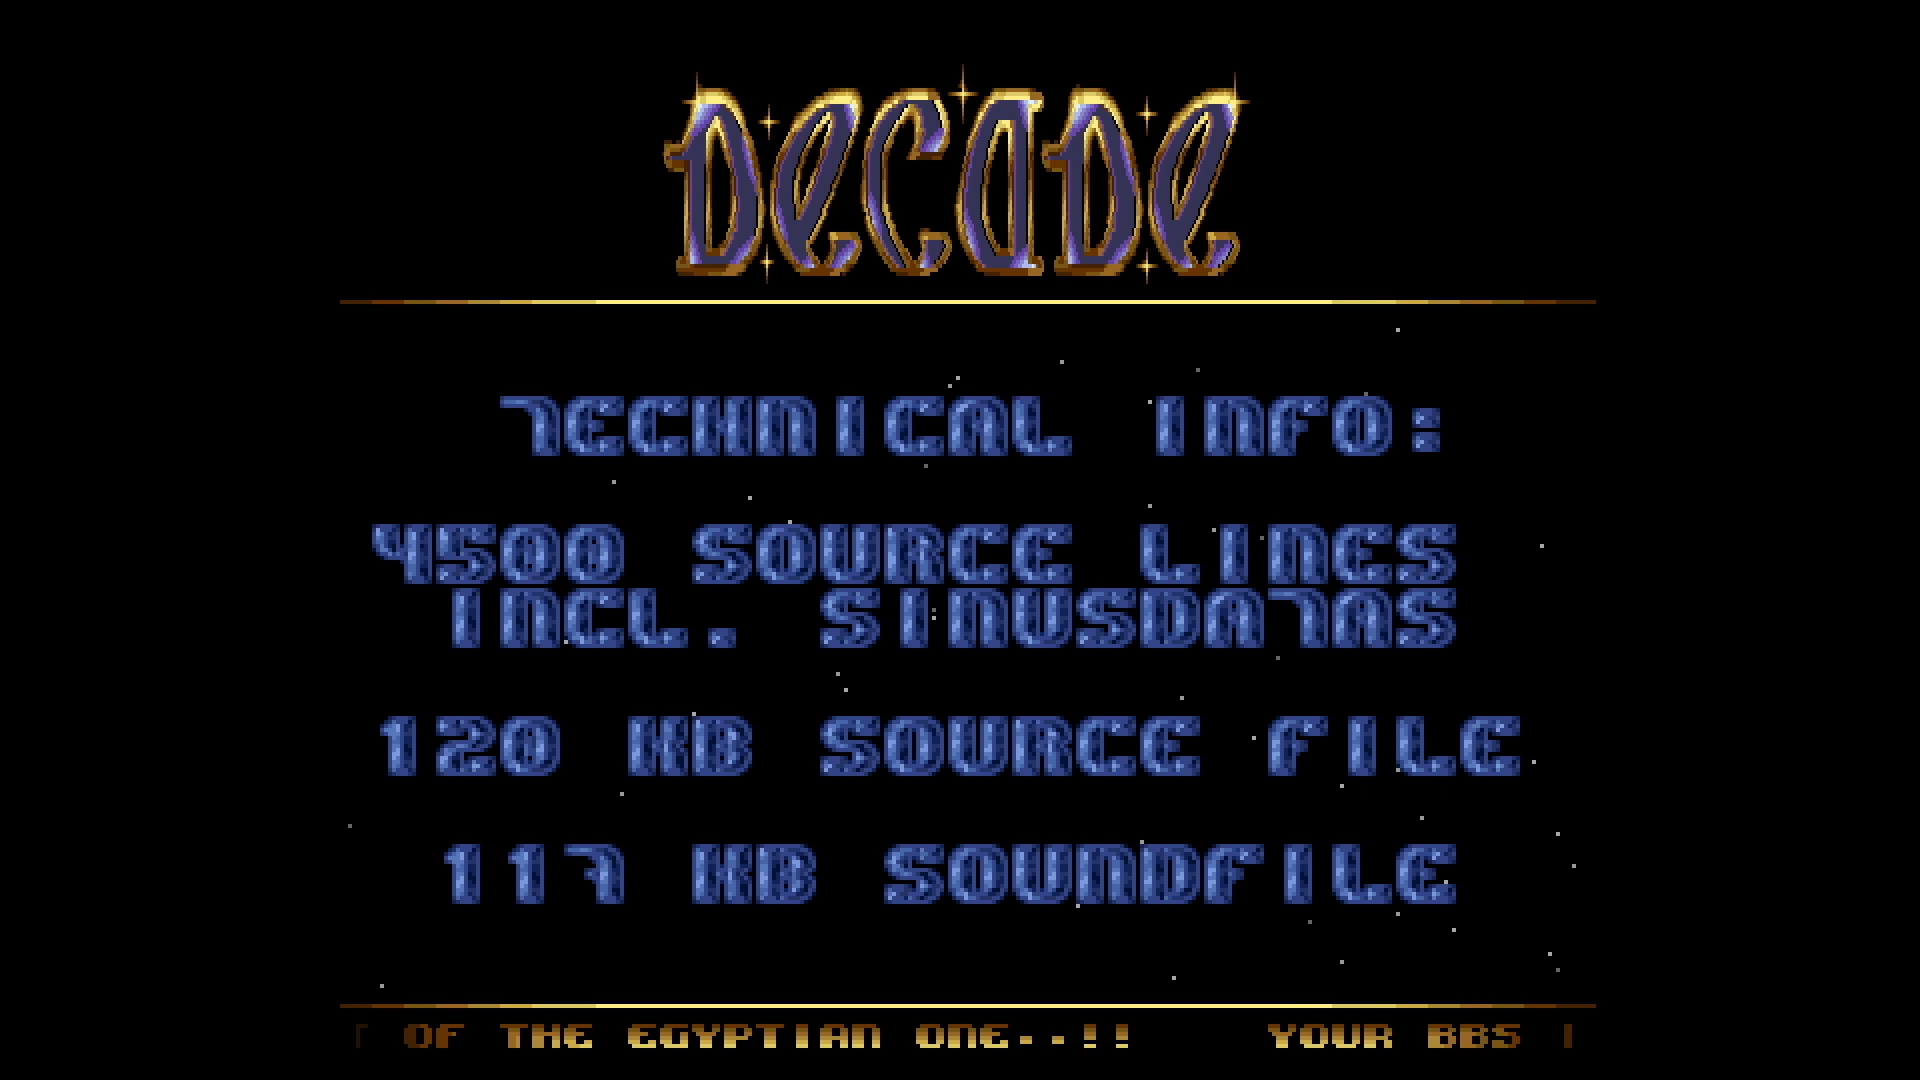 DeCaDe
TECHNICAL INFO:
4500 SOURCE LINES
INCL. SINUSDATAS
120 KB SOURCE FILE
117 KB SOUNDFILE
OF THE EGYPTIAN ONE--!! YOUR BBS